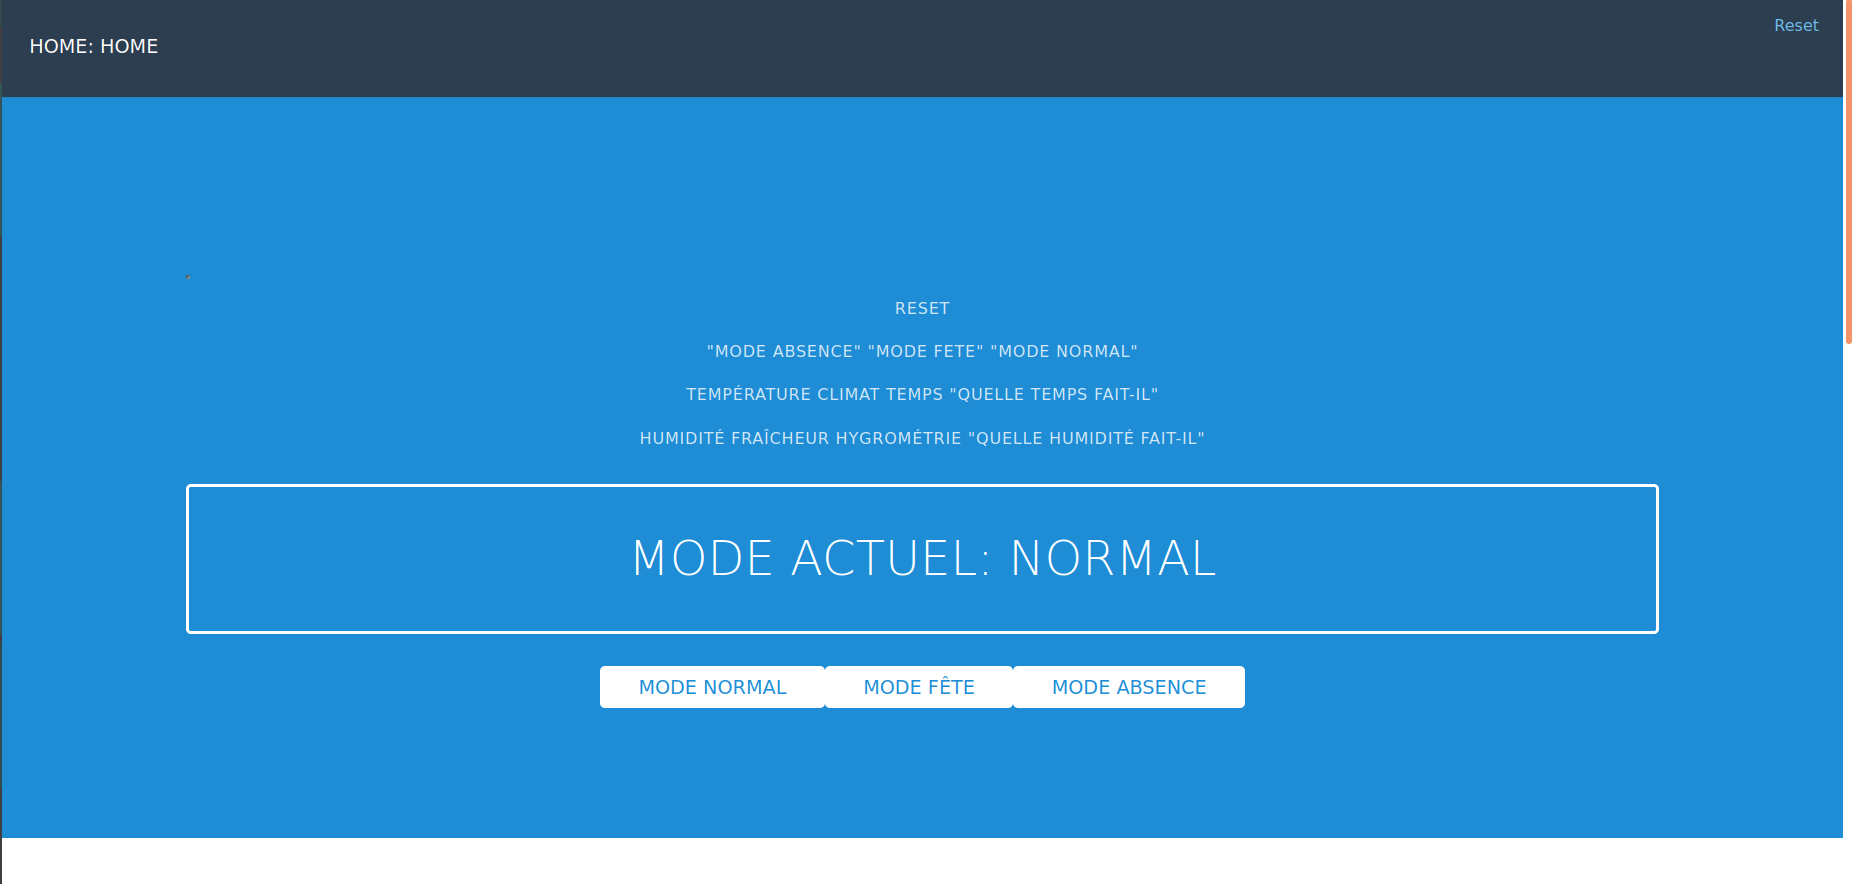 HOME: HOME
Reset
RESET
"MODE ABSENCE" "MODE FETE" "MODE NORMAL"
TEMPÉRATURE CLIMAT TEMPS "QUELLE TEMPS FAIT-IL"
HUMIDITÉ FRAÎCHEUR HYGROMÉTRIE "QUELLE HUMIDITÉ FAIT-IL"
MODE ACTUEL: NORMAL
MODE NORMAL MODE FÊTE MODE ABSENCE